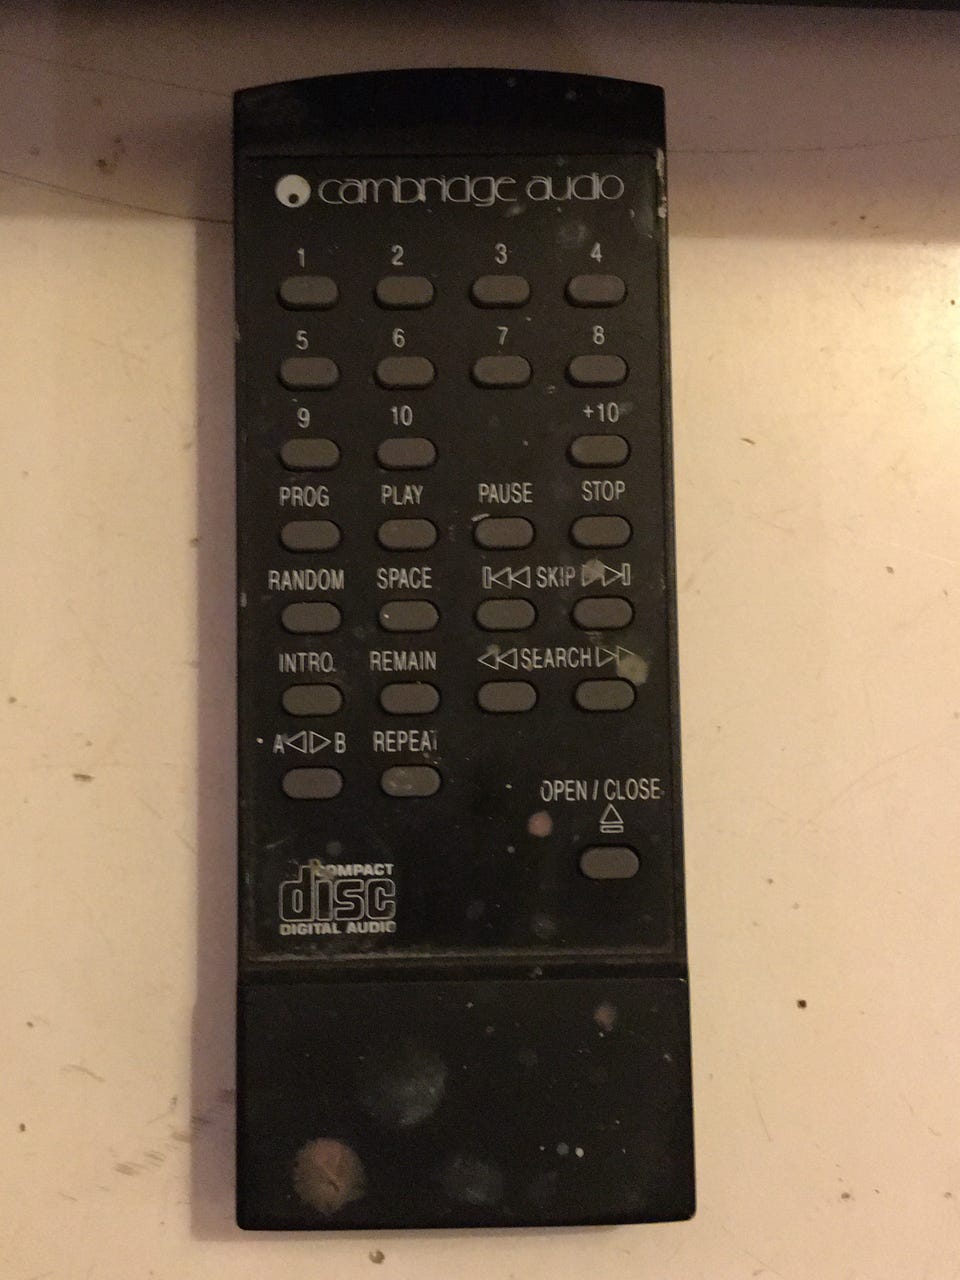 cambridge audio
1 2 3 4
5 6 7 8
9 10 +10
PROG PLAY PAUSE STOP
RANDOM SPACE SKIP
INTRO. REMAIN SEARCH
A B REPEAT
OPEN / CLOSE
COMPACT
disc
DIGITAL AUDIO